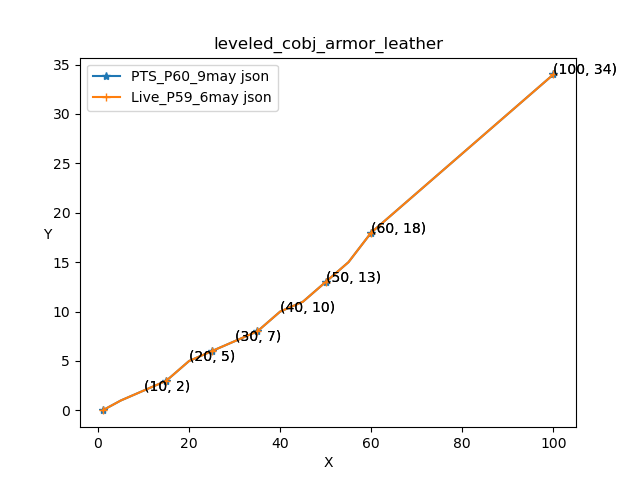 leveled_cobj_armor_leather
PTS_P60_9may json
Live_P59_6may json
(100, 34)
(60, 18)
(50, 13)
(40, 10)
(30, 7)
(20, 5)
(10, 2)
35
30
25
20
15
10
5
0
Y
0 20 40 60 80 100
X